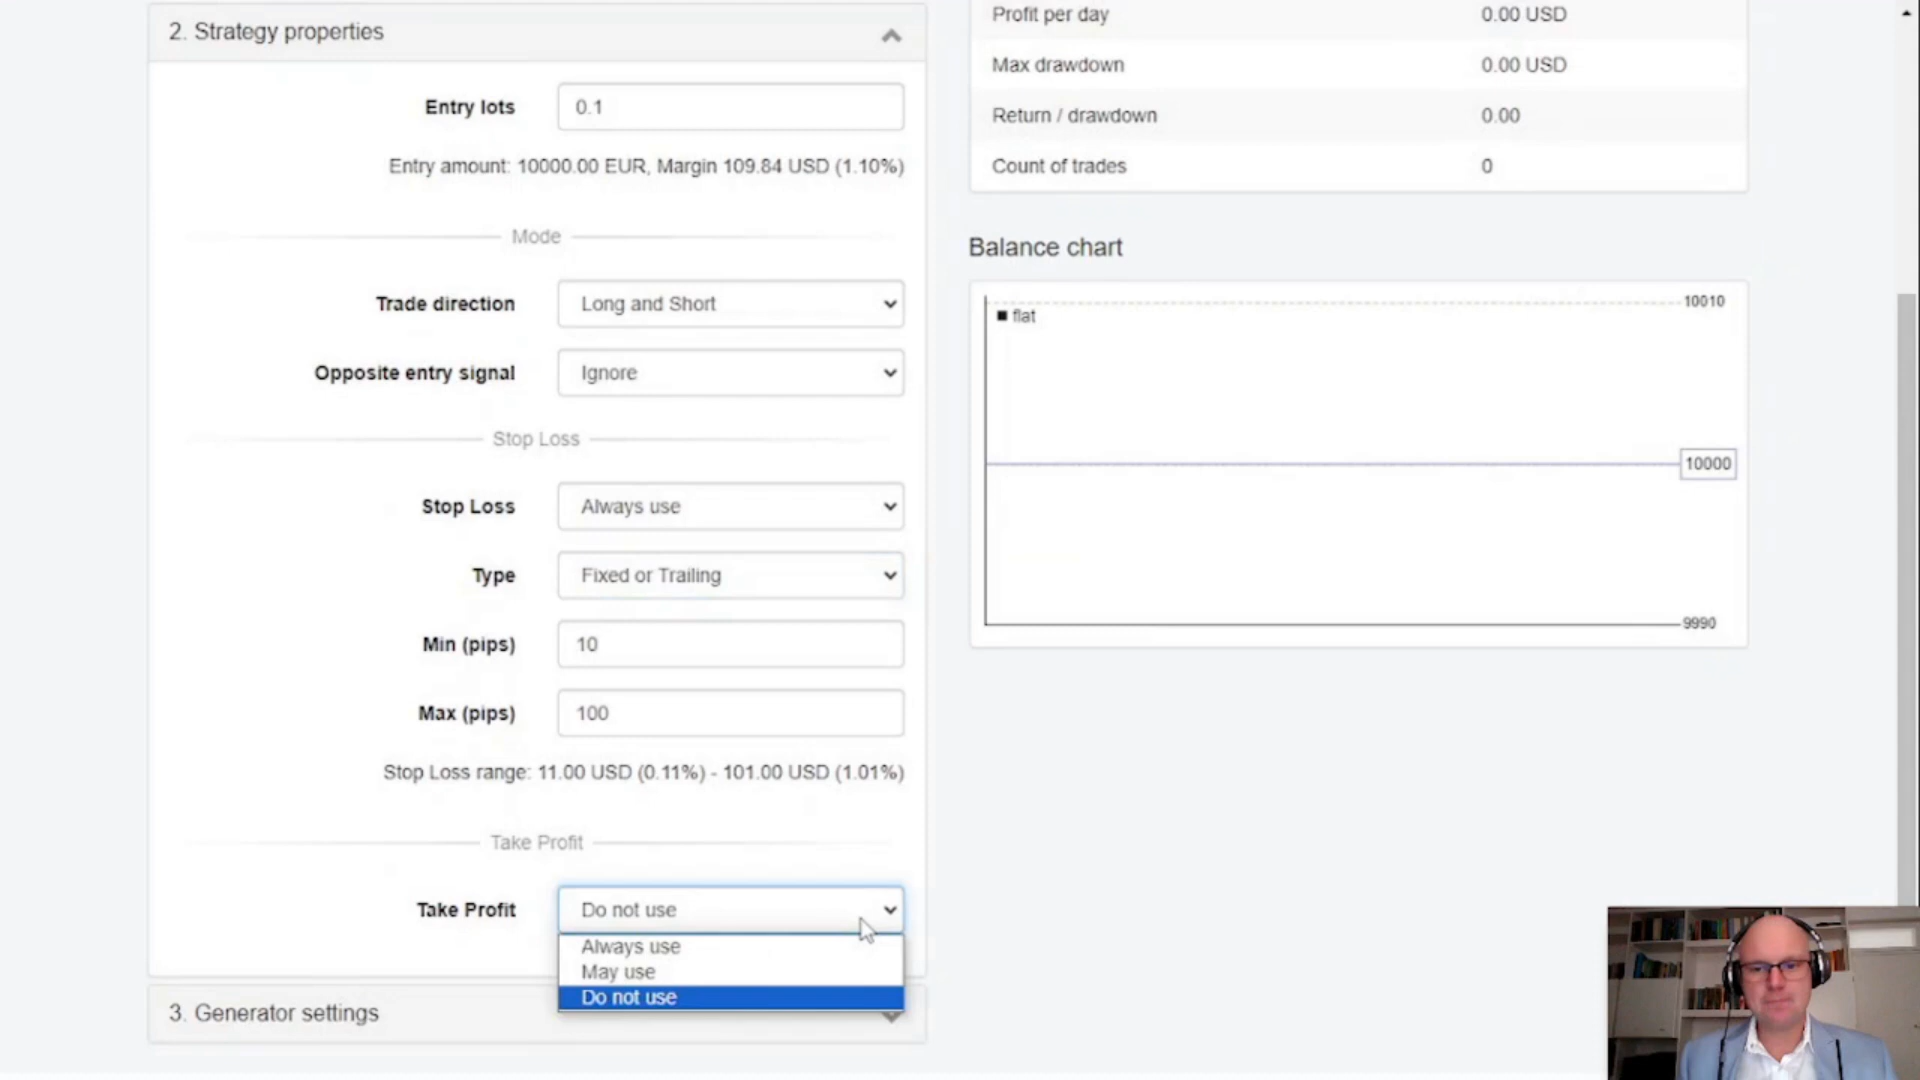 2. Strategy properties
Entry lots
0.1
Entry amount: 10000.00 EUR, Margin 109.84 USD (1.10%)
Mode
Trade direction
Long and Short
Opposite entry signal
Ignore
Stop Loss
Stop Loss
Always use
Type
Fixed or Trailing
Min (pips)
10
Max (pips)
100
Stop Loss range: 11.00 USD (0.11%) - 101.00 USD (1.01%)
Take Profit
Take Profit
Do not use
Always use
May use
Do not use
3. Generator settings
Profit per day 0.00 USD
Max drawdown 0.00 USD
Return / drawdown 0.00
Count of trades 0
Balance chart
10010
flat
10000
9990